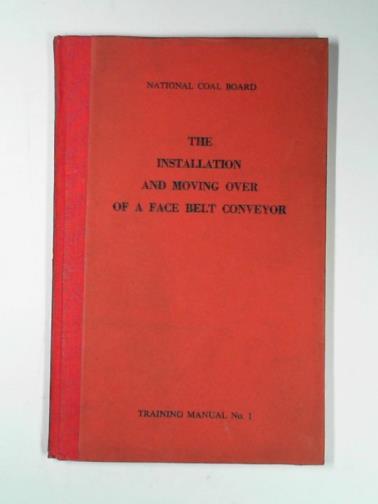 NATIONAL COAL BOARD
THE
INSTALLATION
AND MOVING OVER
OF A FACE BELT CONVEYOR
TRAINING MANUAL No. 1